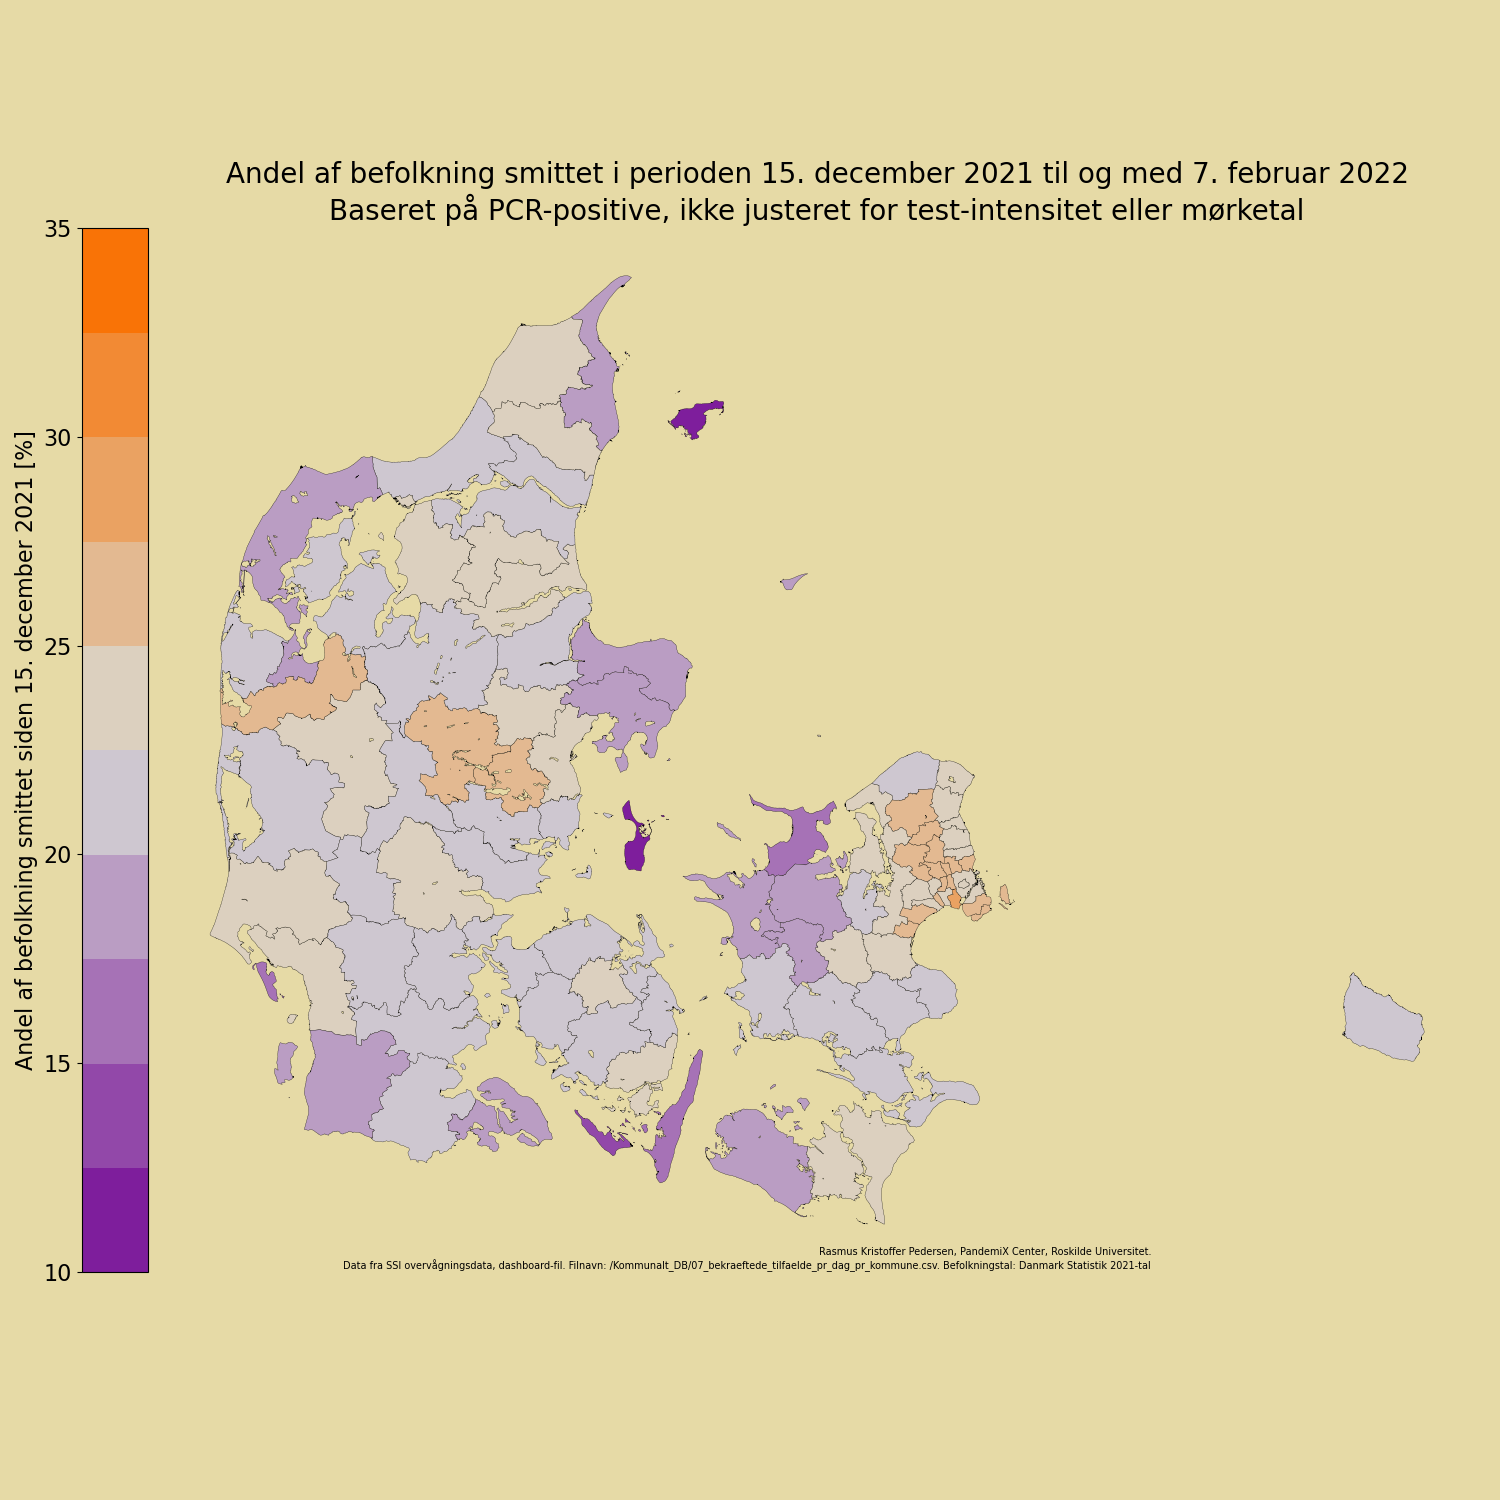 Andel af befolkning smittet i perioden 15. december 2021 til og med 7. februar 2022
Baseret på PCR-positive, ikke justeret for test-intensitet eller mørketal
Andel af befolkning smittet siden 15. december 2021 [%]
35
30
25
20
15
10
Rasmus Kristoffer Pedersen, PandemiX Center, Roskilde Universitet.
Data fra SSI overvågningsdata, dashboard-fil. Filnavn: /Kommunalt_DB/07_bekraeftede_tilfaelde_pr_dag_pr_kommune.csv. Befolkningstal: Danmark Statistik 2021-tal